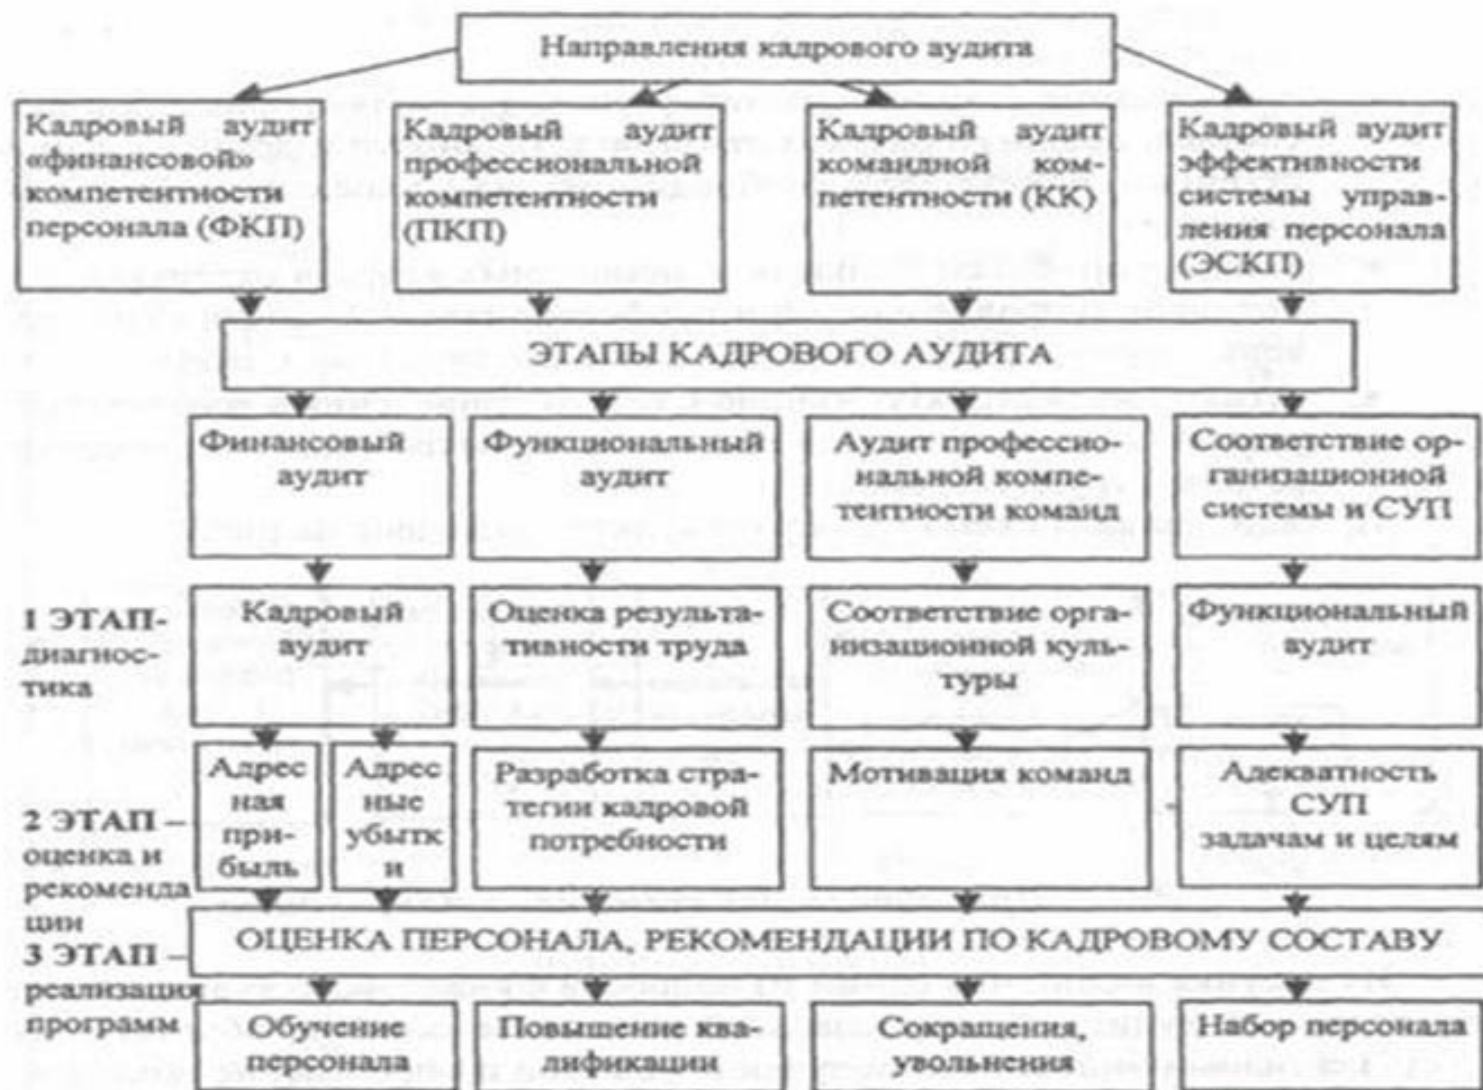 Направления кадрового аудита
Кадровый аудит
«финансовой»
компетентности
персонала (ФКП)
Кадровый аудит
профессиональной
компетентности
(ПКП)
Кадровый аудит
командной ком-
петентности (КК)
Кадровый аудит
эффективности
системы управ-
ления персонала
(ЭСКП)
ЭТАПЫ КАДРОВОГО АУДИТА
Финансовый
аудит
Функциональный
аудит
Аудит профессио-
нальной компе-
тентности команд
Соответствие ор-
ганизационной
системы и СУП
1 ЭТАП-
диагнос-
тика
Кадровый
аудит
Оценка результа-
тивности труда
Соответствие орга-
низационной куль-
туры
Функциональный
аудит
2 ЭТАП –
оценка и
рекоменда
ции
Адрес
ная
при-
быль
Адрес
ные
убытк
и
Разработка стра-
тегии кадровой
потребности
Мотивация команд
Адекватность
СУП
задачам и целям
ОЦЕНКА ПЕРСОНАЛА, РЕКОМЕНДАЦИИ ПО КАДРОВОМУ СОСТАВУ
3 ЭТАП –
реализация
программ
Обучение
персонала
Повышение ква-
лификации
Сокращения,
увольнения
Набор персонала